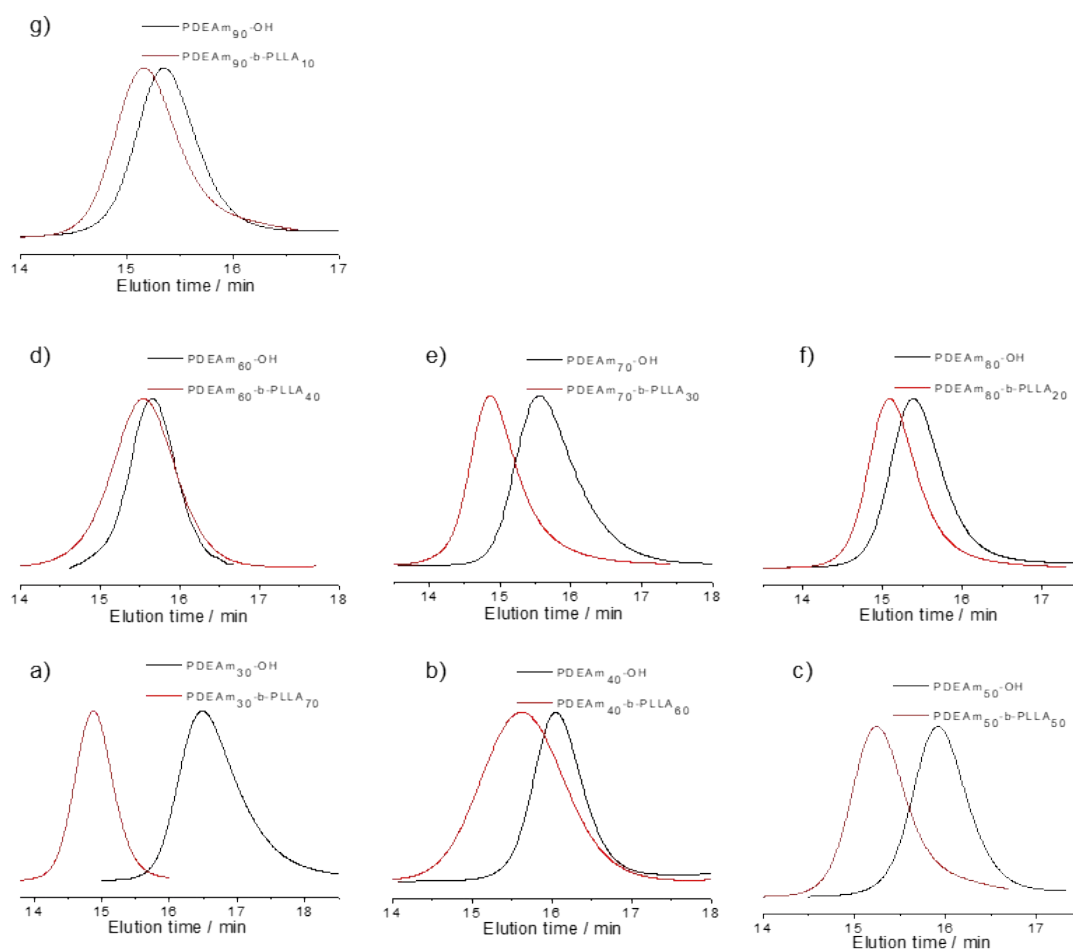 g)
PDEAm90-OH
PDEAm90-b-PLLA10
14 15 16 17
Elution time / min
d)
PDEAm60-OH
PDEAm60-b-PLLA40
14 15 16 17 18
Elution time / min
e)
PDEAm70-OH
PDEAm70-b-PLLA30
14 15 16 17 18
Elution time / min
f)
PDEAm80-OH
PDEAm80-b-PLLA20
14 15 16 17
Elution time / min
a)
PDEAm30-OH
PDEAm30-b-PLLA70
14 15 16 17 18
Elution time / min
b)
PDEAm40-OH
PDEAm40-b-PLLA60
14 15 16 17 18
Elution time / min
c)
PDEAm50-OH
PDEAm50-b-PLLA50
14 15 16 17
Elution time / min